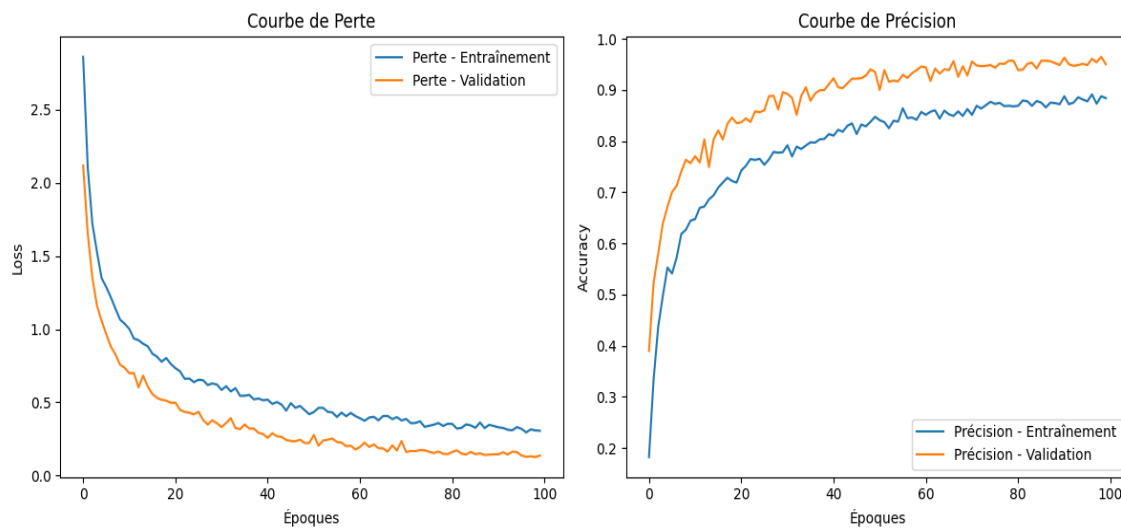 Courbe de Perte
Perte - Entraînement
Perte - Validation
Loss
2.5
2.0
1.5
1.0
0.5
0.0
0
20
40
60
80
100
Époques
Courbe de Précision
Accuracy
1.0
0.9
0.8
0.7
0.6
0.5
0.4
0.3
0.2
Précision - Entraînement
Précision - Validation
0
20
40
60
80
100
Époques